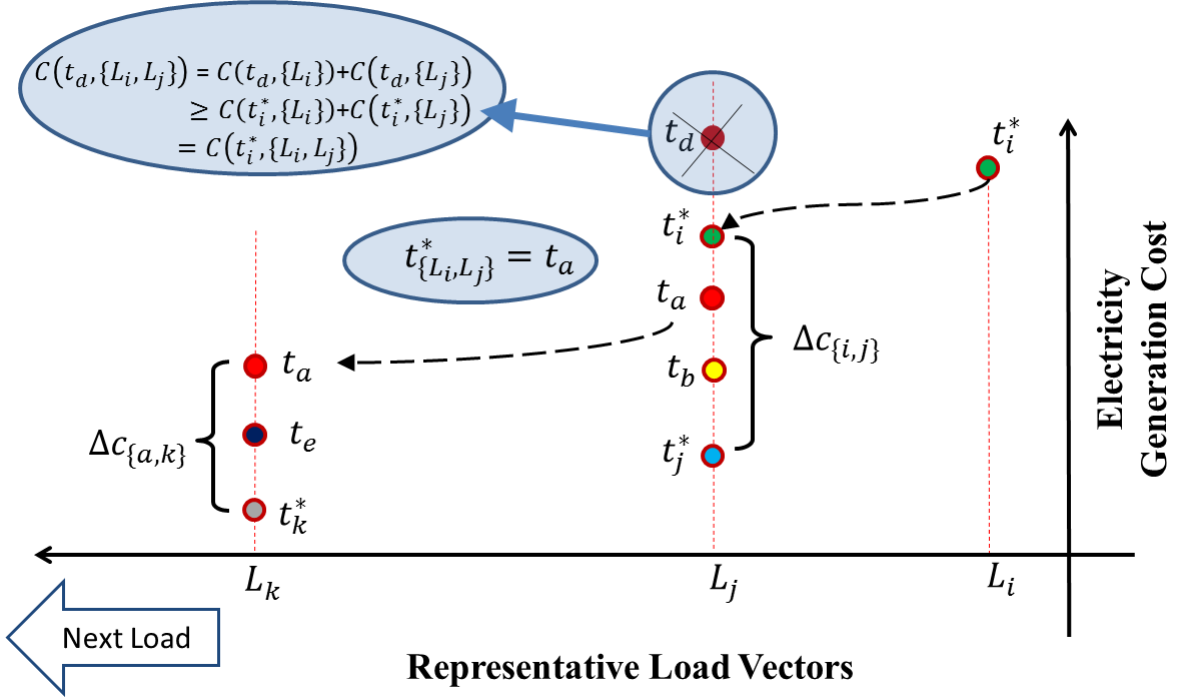 C(t_d,{L_i,L_j}) = C(t_d,{L_i})+C(t_d,{L_j})
≥ C(t_i^*,{L_i})+C(t_i^*,{L_j})
= C(t_i^*,{L_i,L_j})
t_d
t_i^*
t_i^*
t^*_{{L_i,L_j}} = t_a
t_a
Δc_{{i,j}}
t_a
t_b
t_e
Δc_{{a,k}}
t_j^*
t_k^*
Electricity
Generation Cost
L_k
L_j
L_i
Next Load
Representative Load Vectors